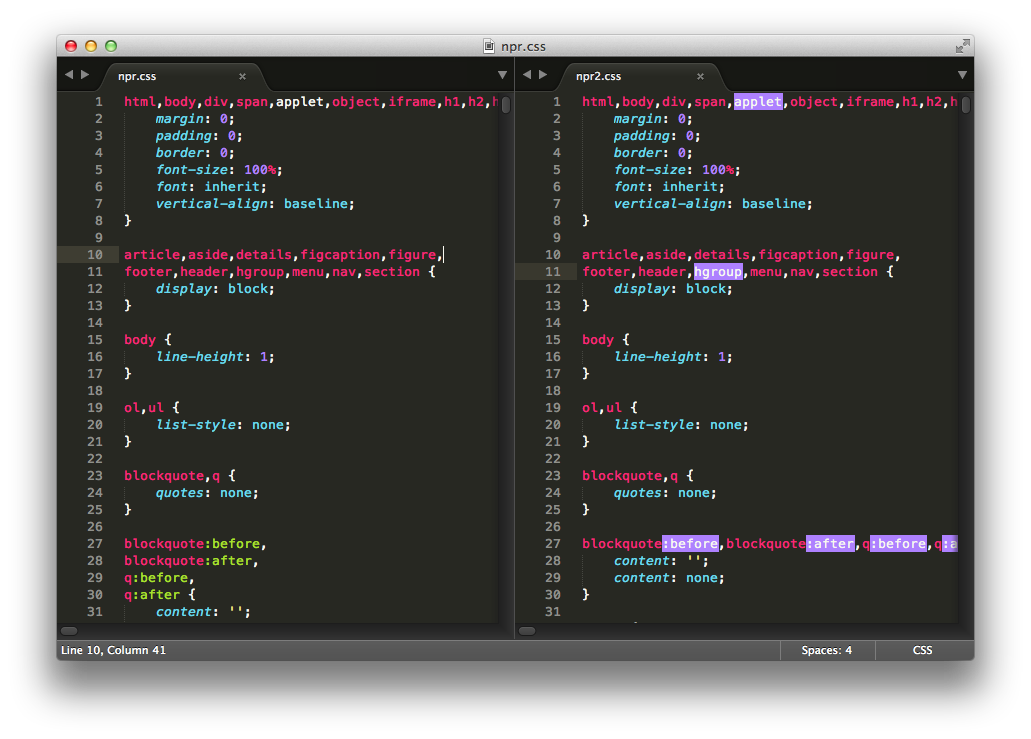 npr.css
npr.css ×
1 html,body,div,span,applet,object,iframe,h1,h2,h
2 margin: 0;
3 padding: 0;
4 border: 0;
5 font-size: 100%;
6 font: inherit;
7 vertical-align: baseline;
8 }
9
10 article,aside,details,figcaption,figure,
11 footer,header,hgroup,menu,nav,section {
12 display: block;
13 }
14
15 body {
16 line-height: 1;
17 }
18
19 ol,ul {
20 list-style: none;
21 }
22
23 blockquote,q {
24 quotes: none;
25 }
26
27 blockquote:before,
28 blockquote:after,
29 q:before,
30 q:after {
31 content: '';
npr2.css ×
1 html,body,div,span,applet,object,iframe,h1,h2,h
2 margin: 0;
3 padding: 0;
4 border: 0;
5 font-size: 100%;
6 font: inherit;
7 vertical-align: baseline;
8 }
9
10 article,aside,details,figcaption,figure,
11 footer,header,hgroup,menu,nav,section {
12 display: block;
13 }
14
15 body {
16 line-height: 1;
17 }
18
19 ol,ul {
20 list-style: none;
21 }
22
23 blockquote,q {
24 quotes: none;
25 }
26
27 blockquote:before,blockquote:after,q:before,q:a
28 content: '';
29 content: none;
30 }
31
Line 10, Column 41
Spaces: 4
CSS